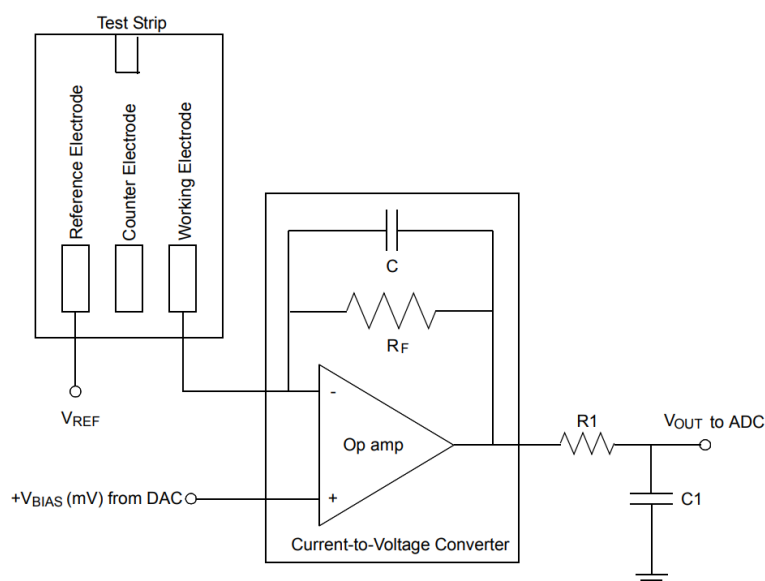 Test Strip
Reference Electrode
Counter Electrode
Working Electrode
C
RF
VREF
-
Op amp
+
R1
VOUT to ADC
+VBIAS (mV) from DAC
C1
Current-to-Voltage Converter